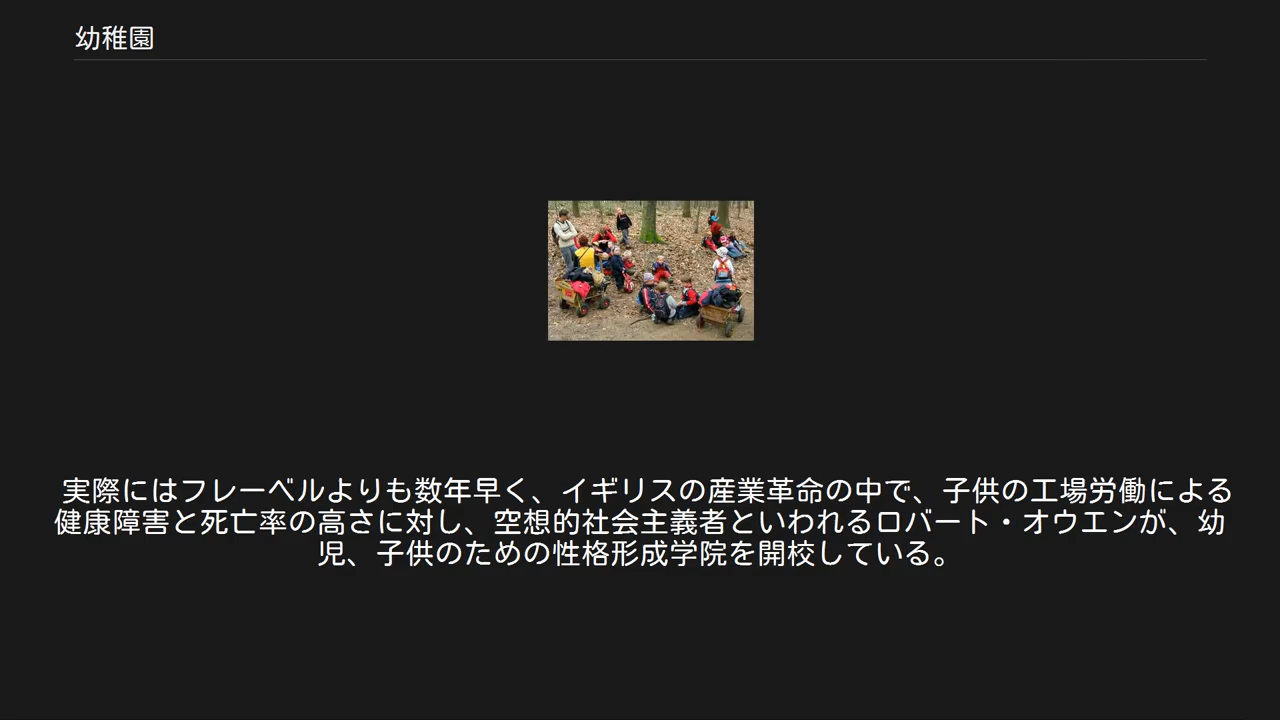 幼稚園
実際にはフレーベルよりも数年早く、イギリスの産業革命の中で、子供の工場労働による
健康障害と死亡率の高さに対し、空想的社会主義者といわれるロバート・オウエンが、幼
児、子供のための性格形成学院を開校している。